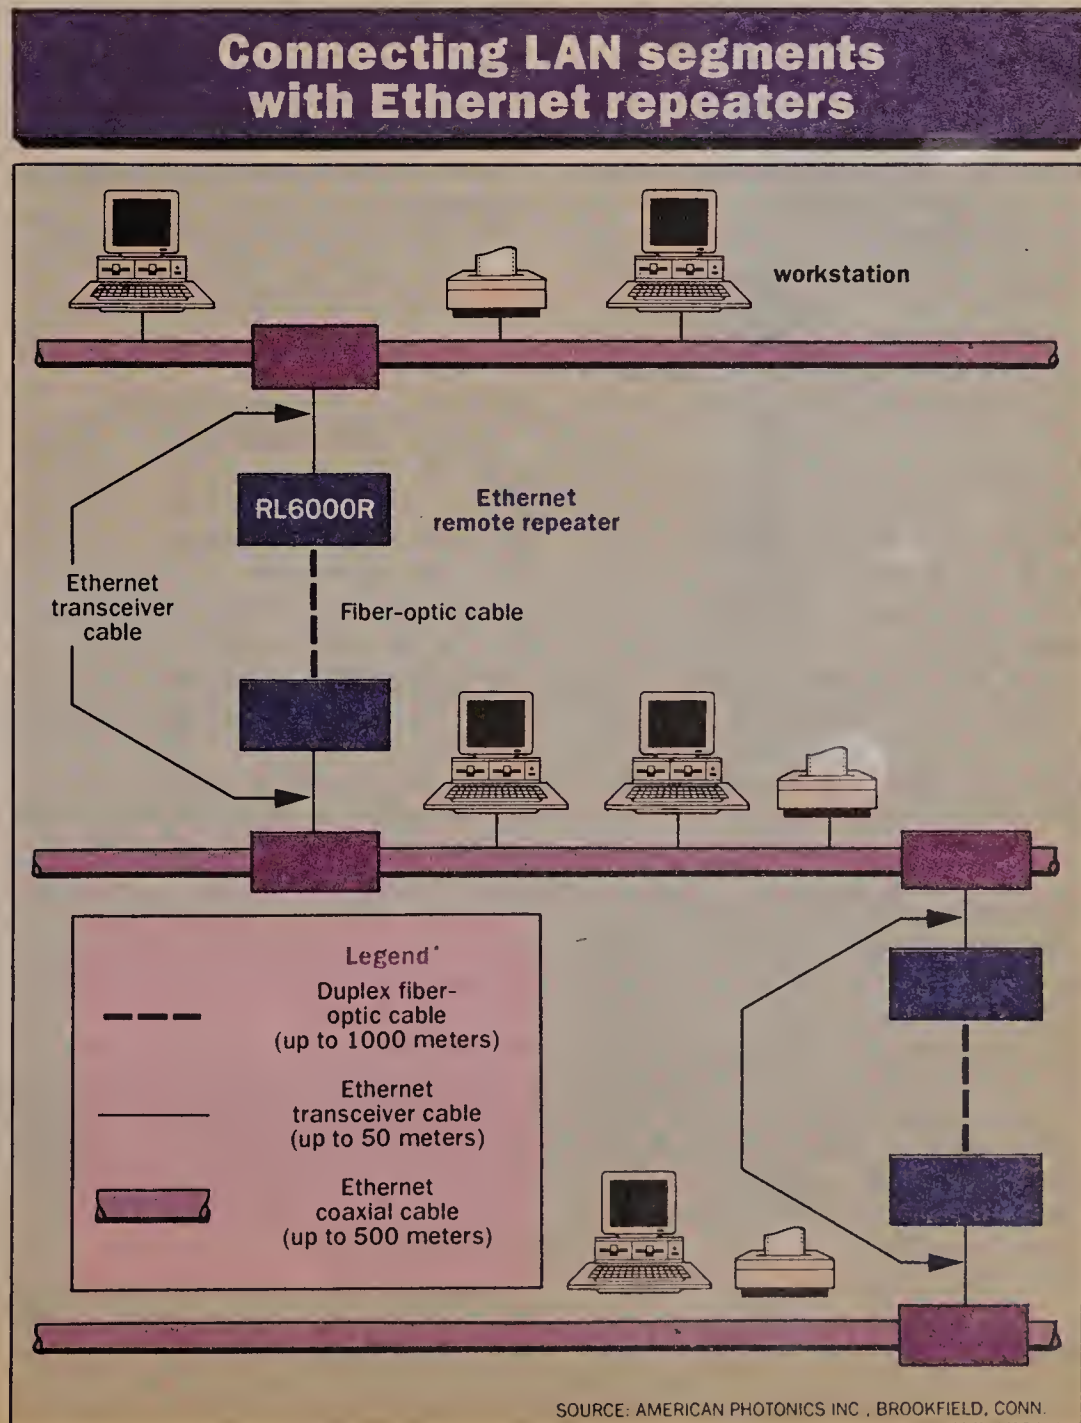 Connecting LAN segments
with Ethernet repeaters
workstation
RL6000R
Ethernet
remote repeater
Ethernet
transceiver
cable
Fiber-optic cable
Legend
Duplex fiber-
optic cable
(up to 1000 meters)
Ethernet
transceiver cable
(up to 50 meters)
Ethernet
coaxial cable
(up to 500 meters)
SOURCE: AMERICAN PHOTONICS INC., BROOKFIELD, CONN.